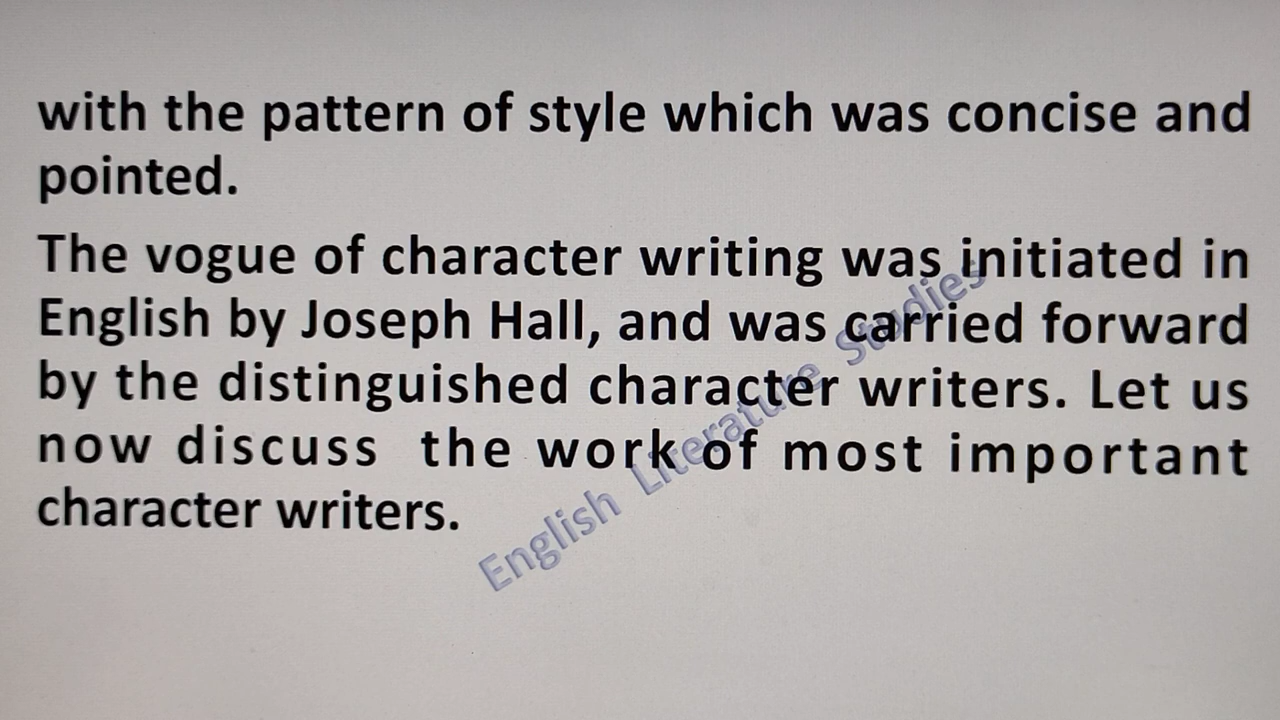 with the pattern of style which was concise and
pointed.
The vogue of character writing was initiated in
English by Joseph Hall, and was carried forward
by the distinguished character writers. Let us
now discuss the work of most important
character writers.
English Literature Studies